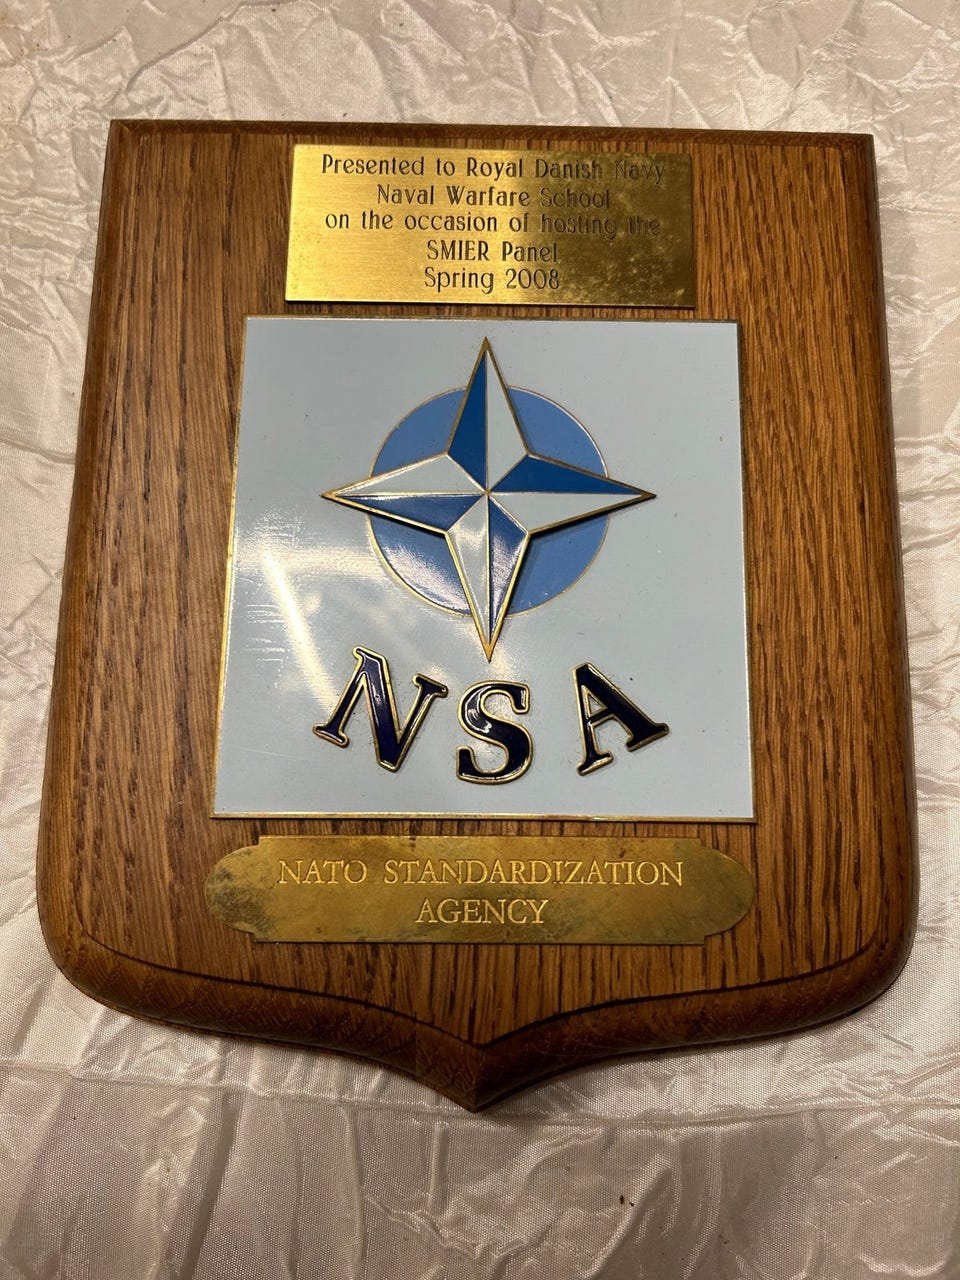 Presented to Royal Danish Navy
Naval Warfare School
on the occasion of hosting the
SMIER Panel
Spring 2008
NSA
NATO STANDARDIZATION
AGENCY